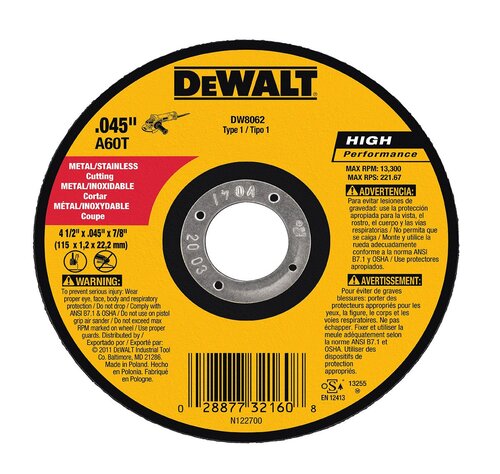 DEWALT
.045"
A60T
DW8062
Type 1 / Tipo 1
HIGH
Performance
MAX RPM: 13,300
MAX RPS: 221.67
METAL/STAINLESS
Cutting
METAL/INOXIDABLE
Cortar
MÉTAL/INOXYDABLE
Coupe
4 1/2" x .045" x 7/8"
(115 x 1,2 x 22,2 mm)
V0 41
2003
WARNING:
To prevent serious injury: Wear
proper eye, face, body and respiratory
protection / Do not drop / Comply with
ANSI B7.1 & OSHA / Do not use on pistol
grip air sander / Do not exceed max
RPM marked on wheel / Use proper
guards. Distributed by / Exportado por /
Exporter par:
© 2011 DEWALT Industrial Tool
Co. Baltimore, MD 21286.
Made in Poland. Hecho
en Polonia. Fabriqué
en Pologne.
ADVERTENCIA:
Para evitar lesiones de
gravedad: use la protección
apropiada para la vista, el
rostro, el cuerpo y las vías
respiratorias / No permita que
se caiga / Monte y utilice la
rueda adecuadamente
conforme a la norma ANSI
B7.1 y OSHA / Use protectores
apropiados.
AVERTISSEMENT:
Pour éviter de graves
blessures: porter des
protecteurs appropriés pour les
yeux, la figure, le corps et les
voies respiratoires. Ne pas
échapper. Fixer et utiliser la
meule adéquatement selon
la norme ANSI B7.1 et
OSHA. Utiliser des
dispositifs de
protection
appropriés.
oSa
EN 12413
13255
0 28877 32160 8
N122700